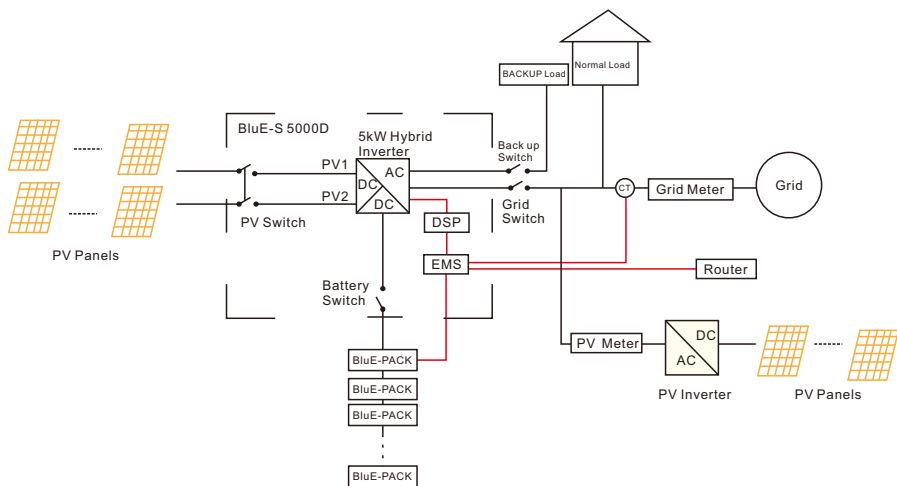 BACKUP Load
Normal Load
BluE-S 5000D
5kW Hybrid
Inverter
Back up
Switch
PV1
AC
DC
CT
Grid Meter
Grid
PV2
DC
Grid
Switch
PV Switch
DSP
PV Panels
EMS
Router
Battery
Switch
PV Meter
DC
AC
BluE-PACK
BluE-PACK
PV Inverter
PV Panels
BluE-PACK
BluE-PACK